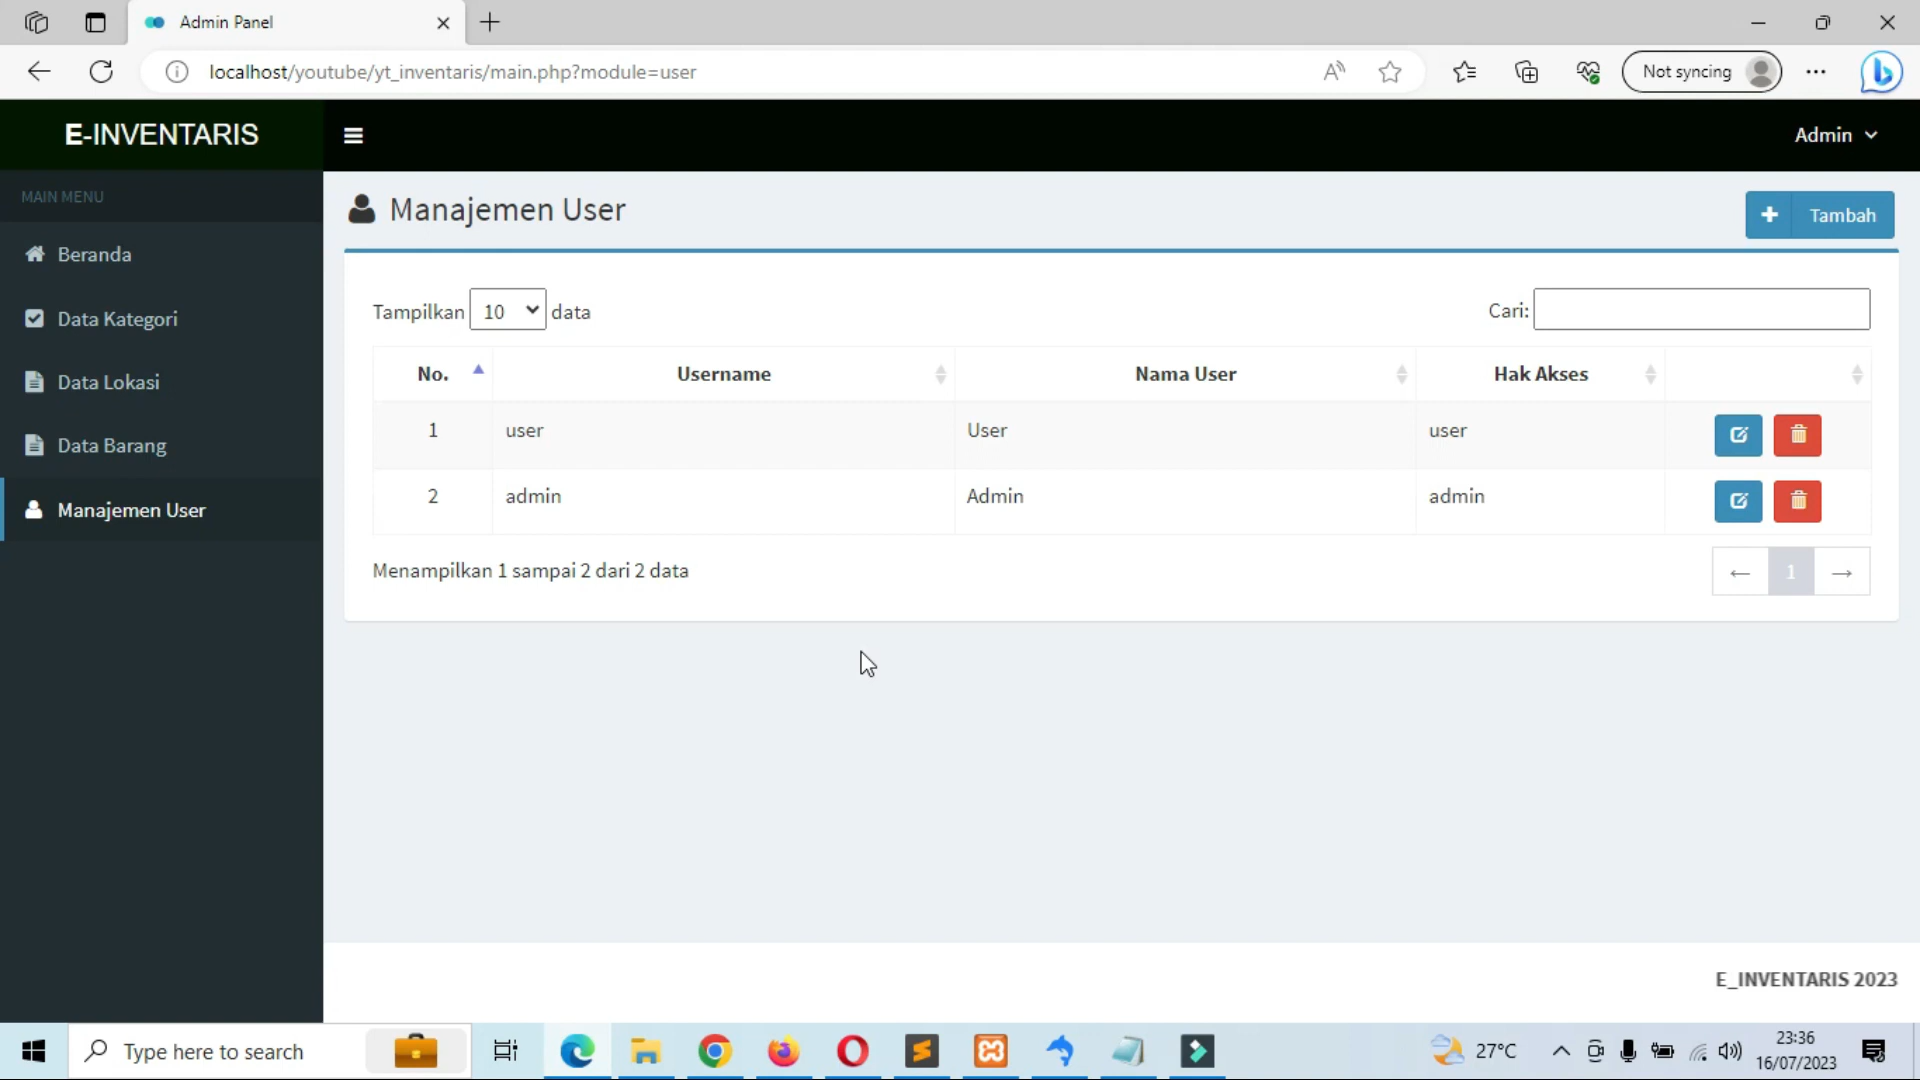 Admin Panel
localhost/youtube/yt_inventaris/main.php?module=user
Not syncing
E-INVENTARIS
Admin
MAIN MENU
Beranda
Data Kategori
Data Lokasi
Data Barang
Manajemen User
Manajemen User
Tambah
Tampilkan 10 data
Cari:
No. Username Nama User Hak Akses
1 user User user
2 admin Admin admin
Menampilkan 1 sampai 2 dari 2 data
← 1 →
E_INVENTARIS 2023
Type here to search
27°C
23:36
16/07/2023